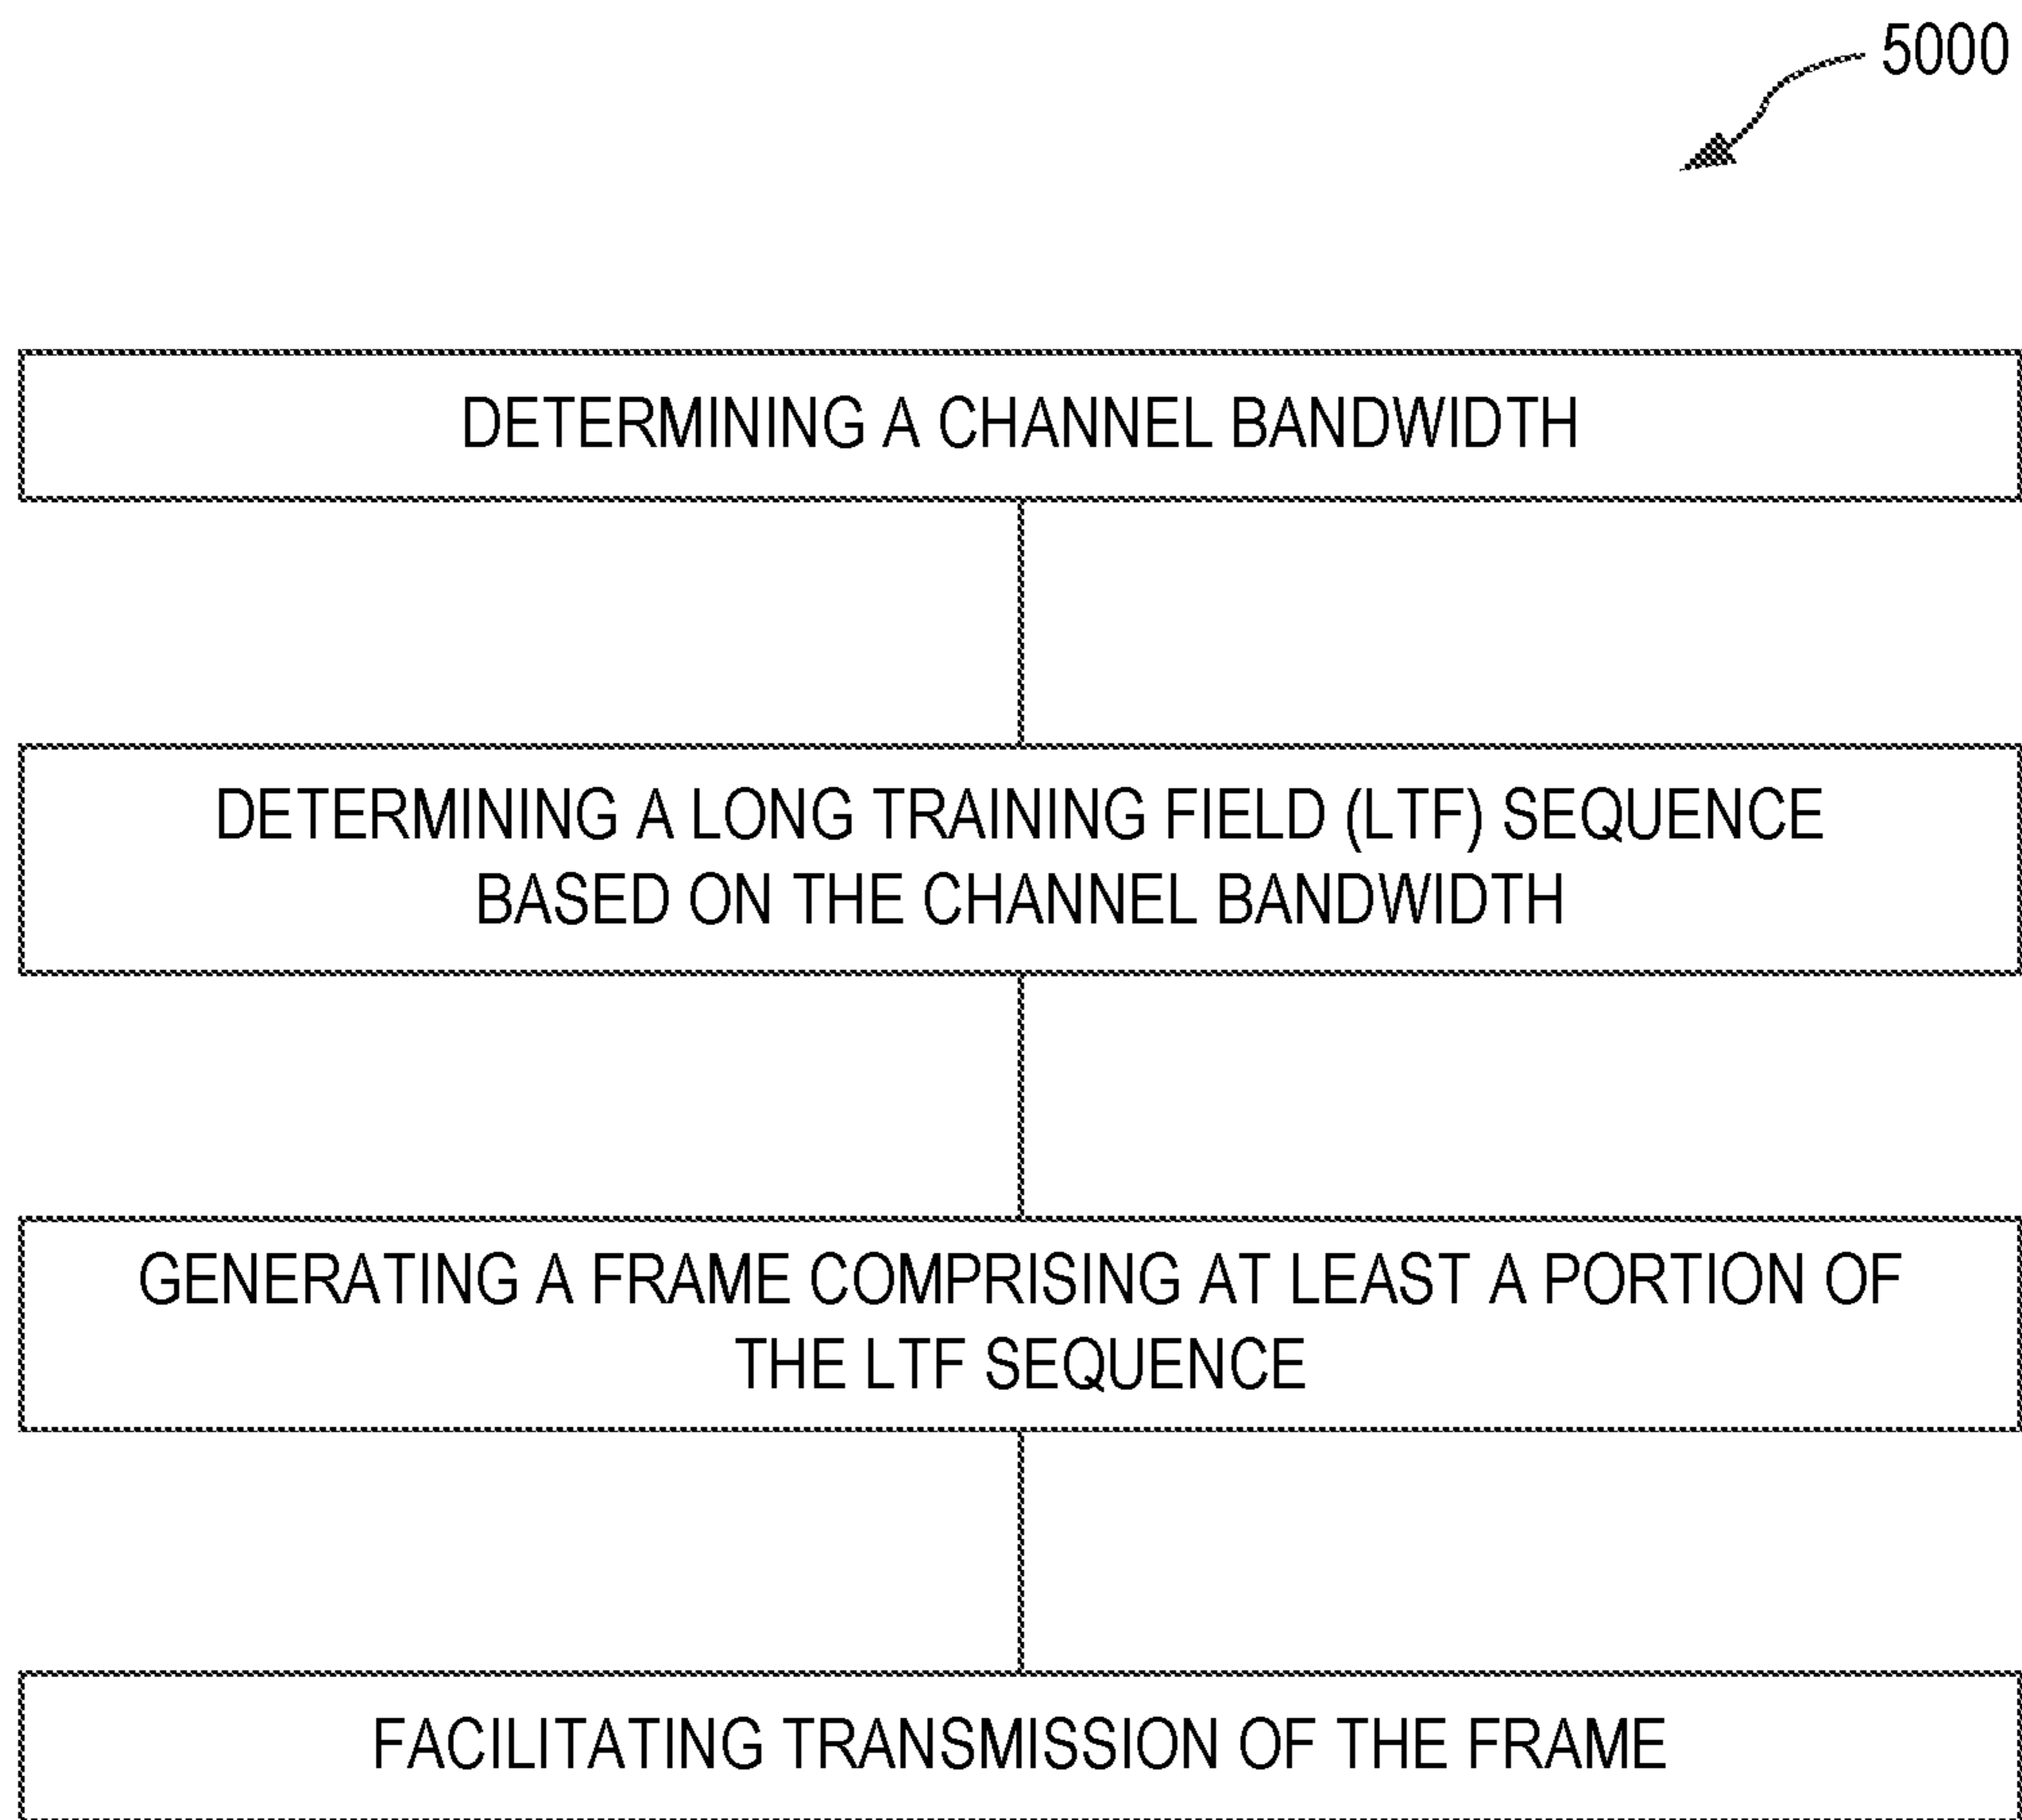 5000
DETERMINING A CHANNEL BANDWIDTH
DETERMINING A LONG TRAINING FIELD (LTF) SEQUENCE
BASED ON THE CHANNEL BANDWIDTH
GENERATING A FRAME COMPRISING AT LEAST A PORTION OF
THE LTF SEQUENCE
FACILITATING TRANSMISSION OF THE FRAME